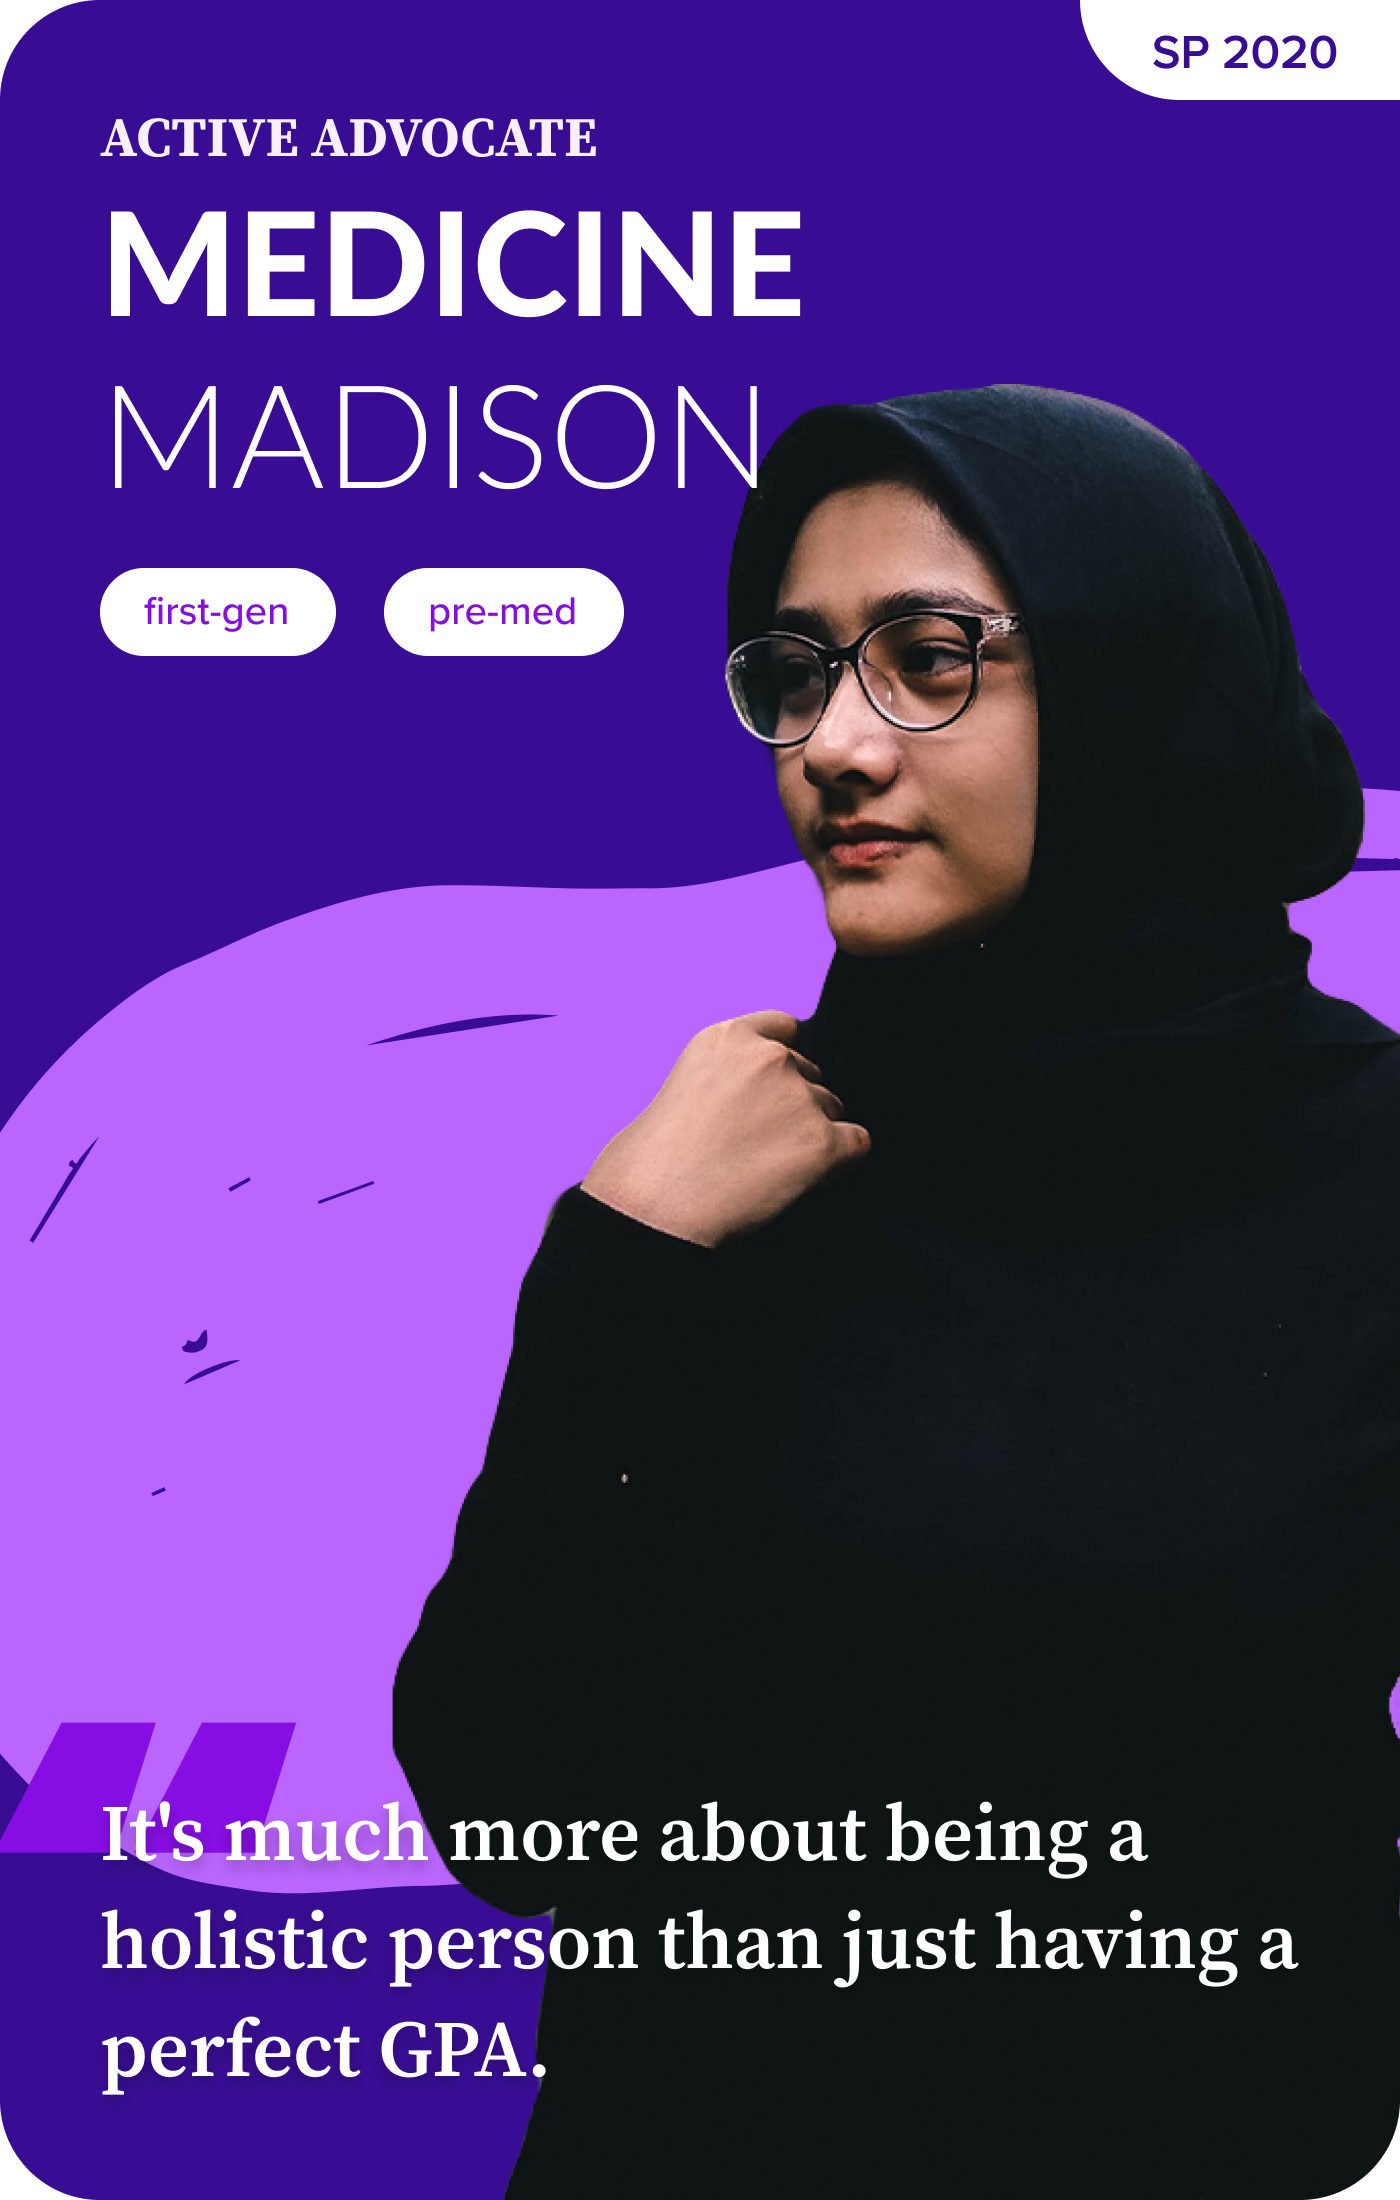 SP 2020
ACTIVE ADVOCATE
MEDICINE
MADISON
first-gen pre-med
It's much more about being a
holistic person than just having a
perfect GPA.